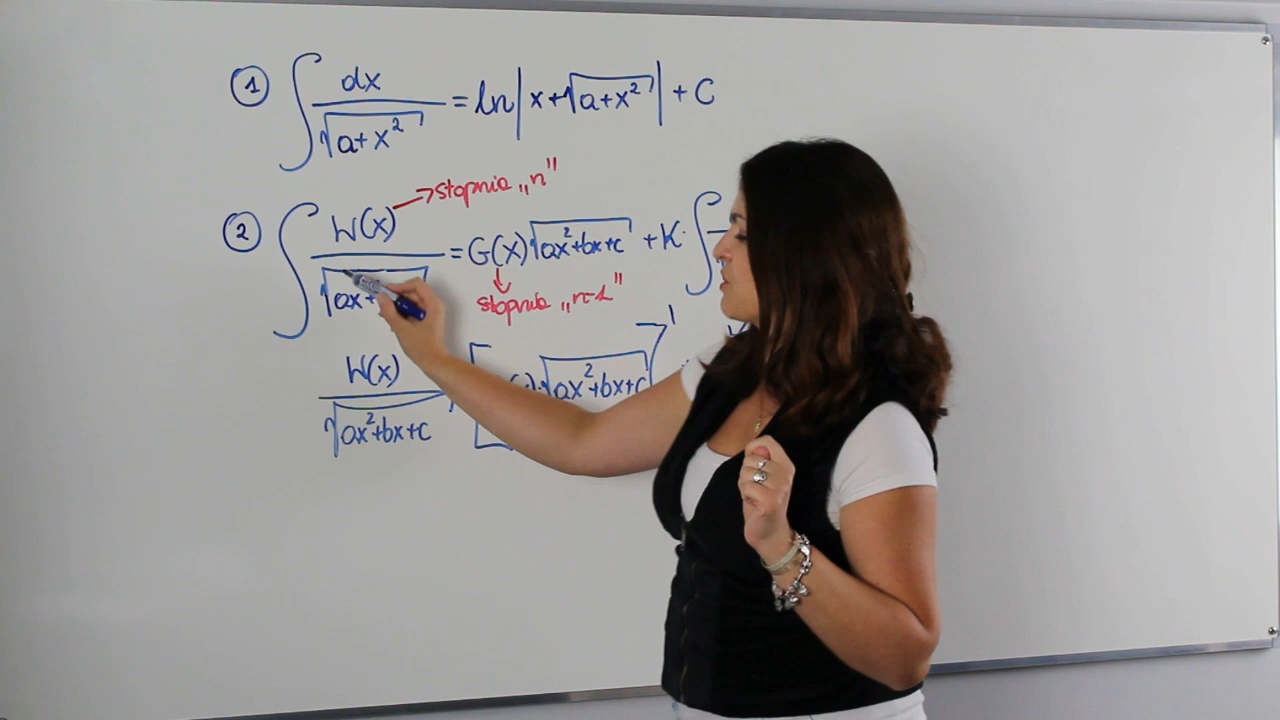 ① ∫ dx / √(a+x²) = ln|x+√(a+x²)| + C
→ stopnia „n"
② ∫ W(x) / √(ax = G(x)√(ax²+bx+c) + K· ∫
stopnia „n-1"
W(x) / √(ax²+bx+c) [ )·√(ax²+bx+c) ]'